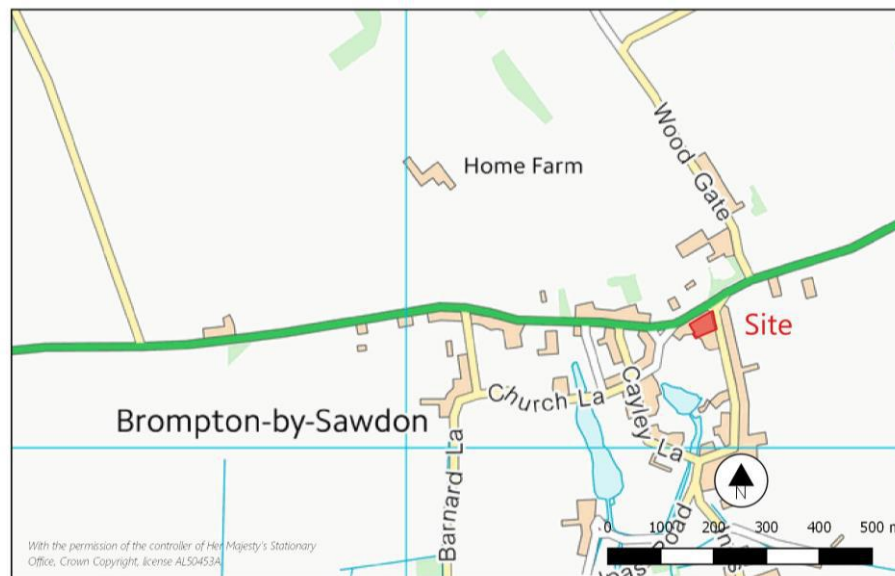 Wood Gate
Home Farm
Site
Church La
Cayley La
Brompton-by-Sawdon
Barnard La
N
0 100 200 300 400 500 m
With the permission of the controller of Her Majesty's Stationary
Office, Crown Copyright, license AL50453A